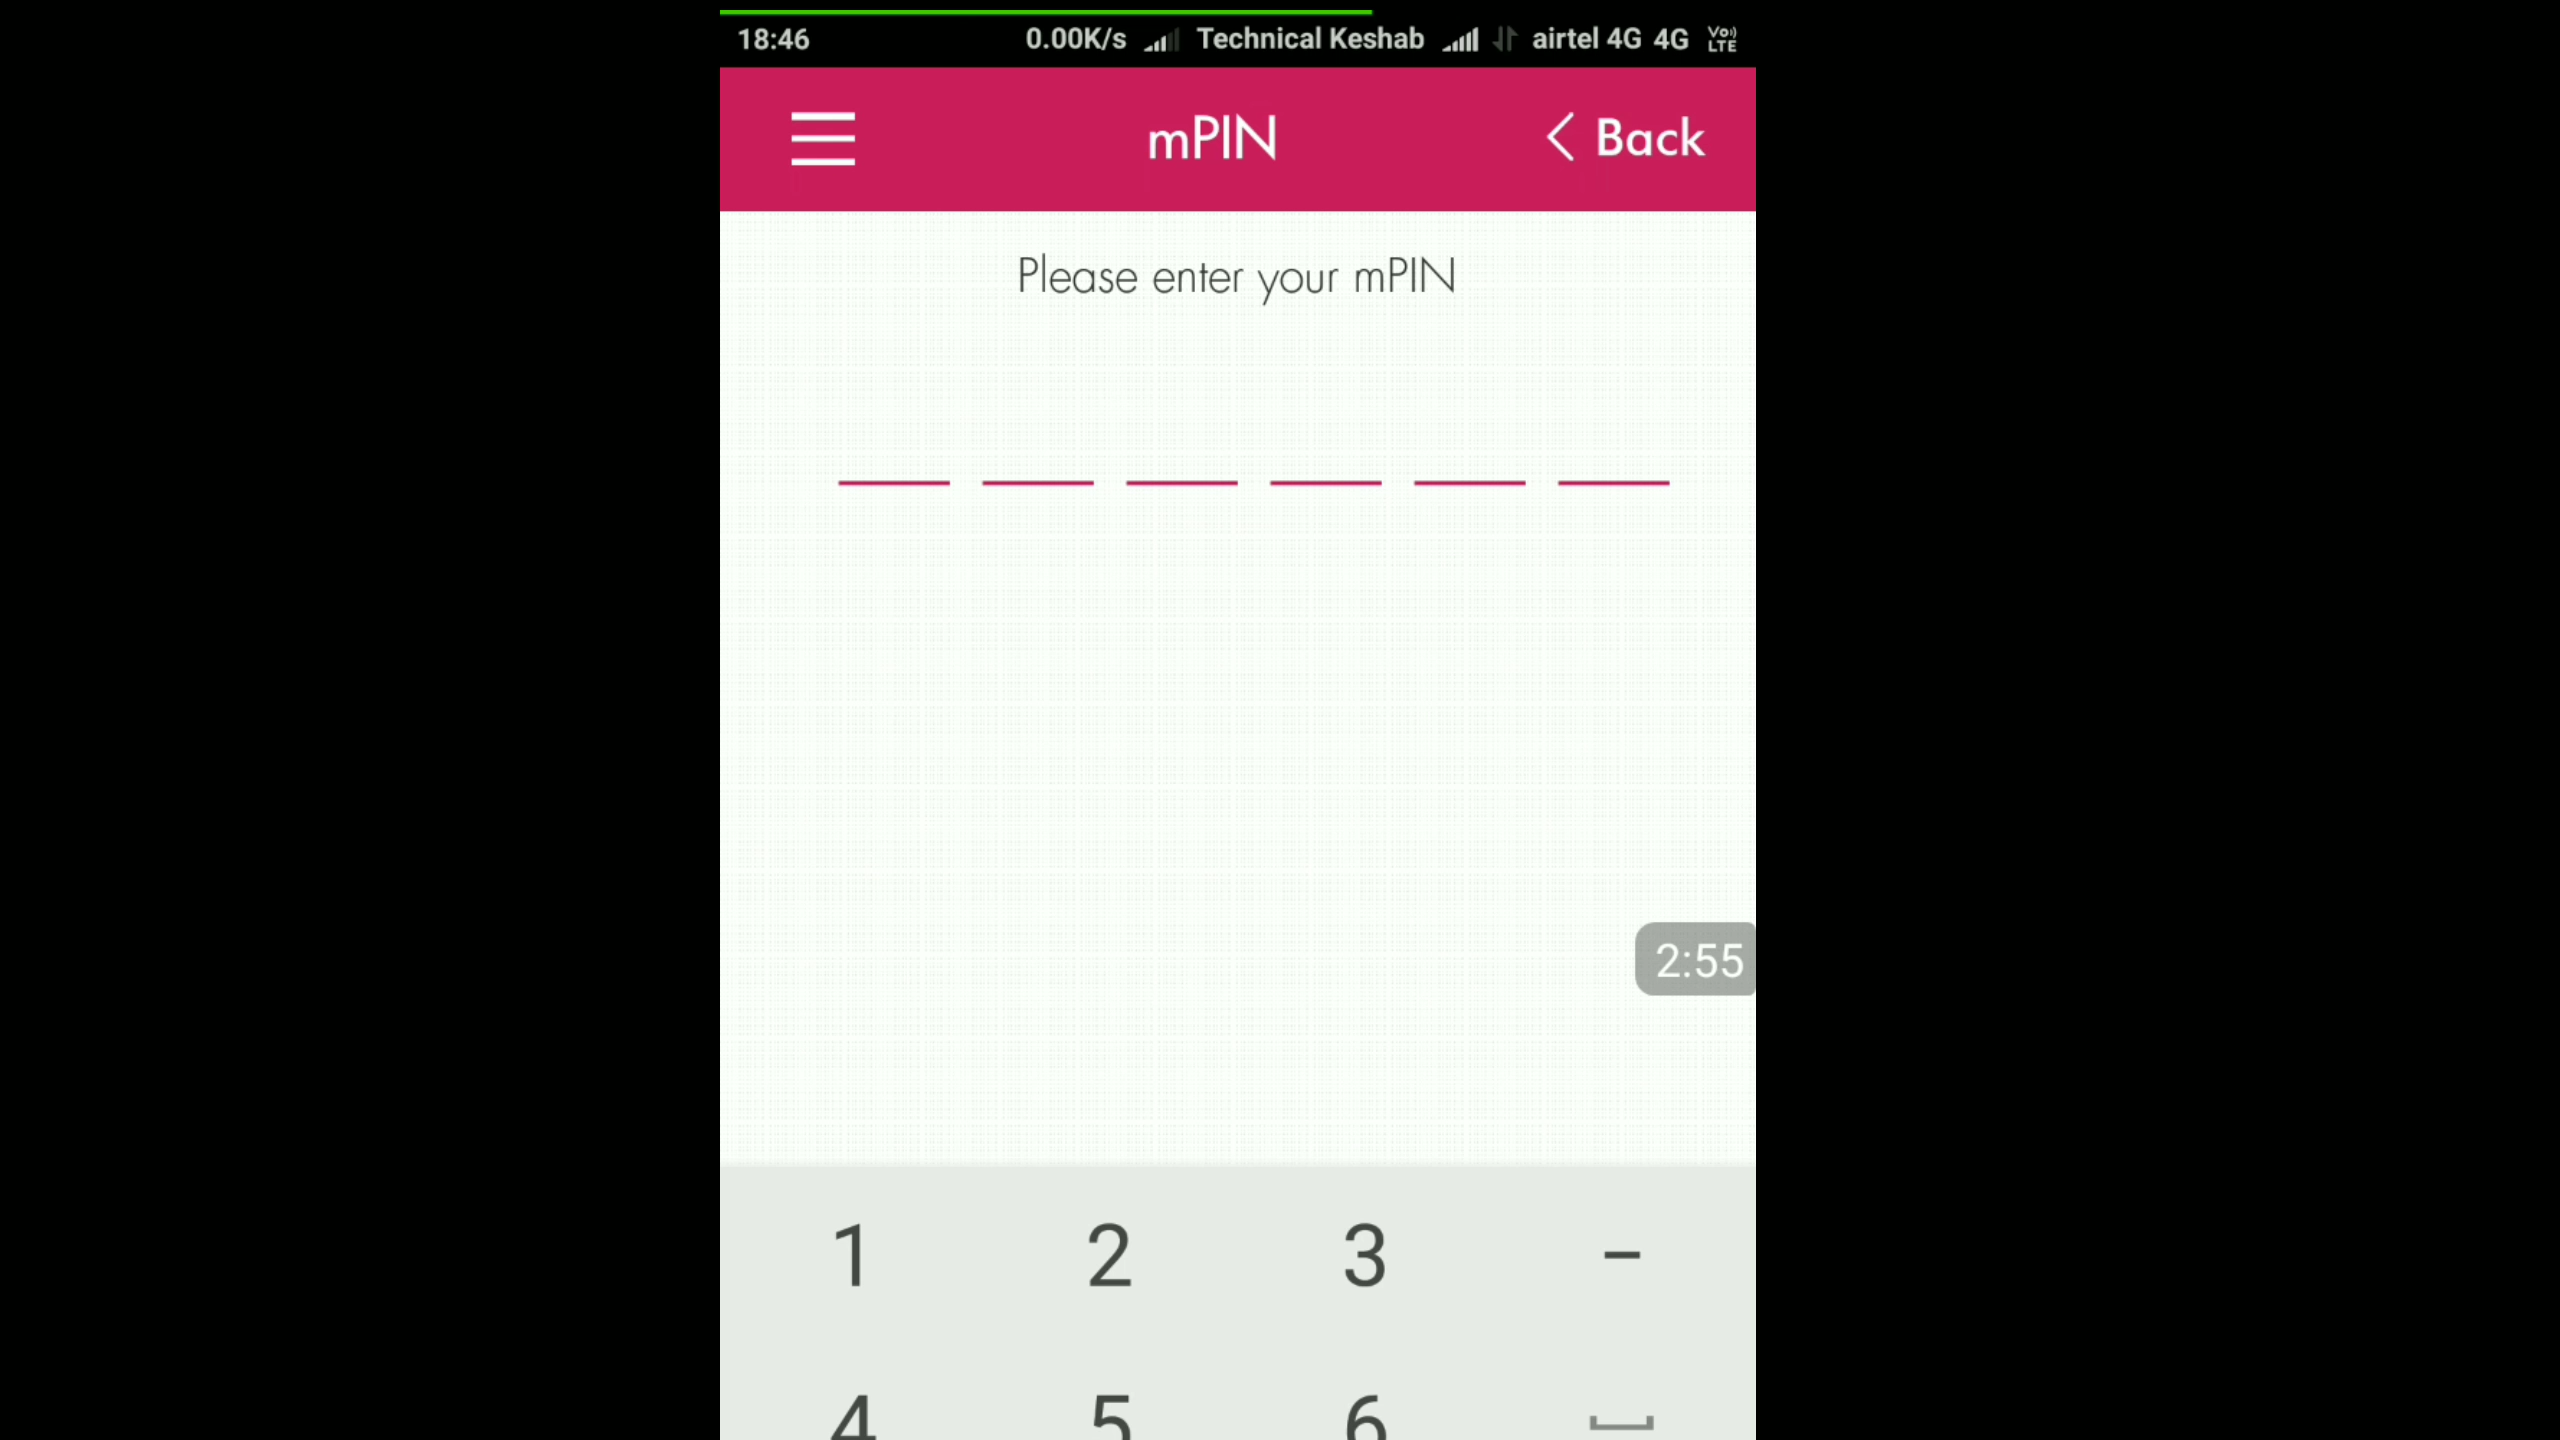 18:46 0.00K/s Technical Keshab airtel 4G 4G VoLTE
mPIN Back
Please enter your mPIN
2:55
1 2 3 -
4 5 6